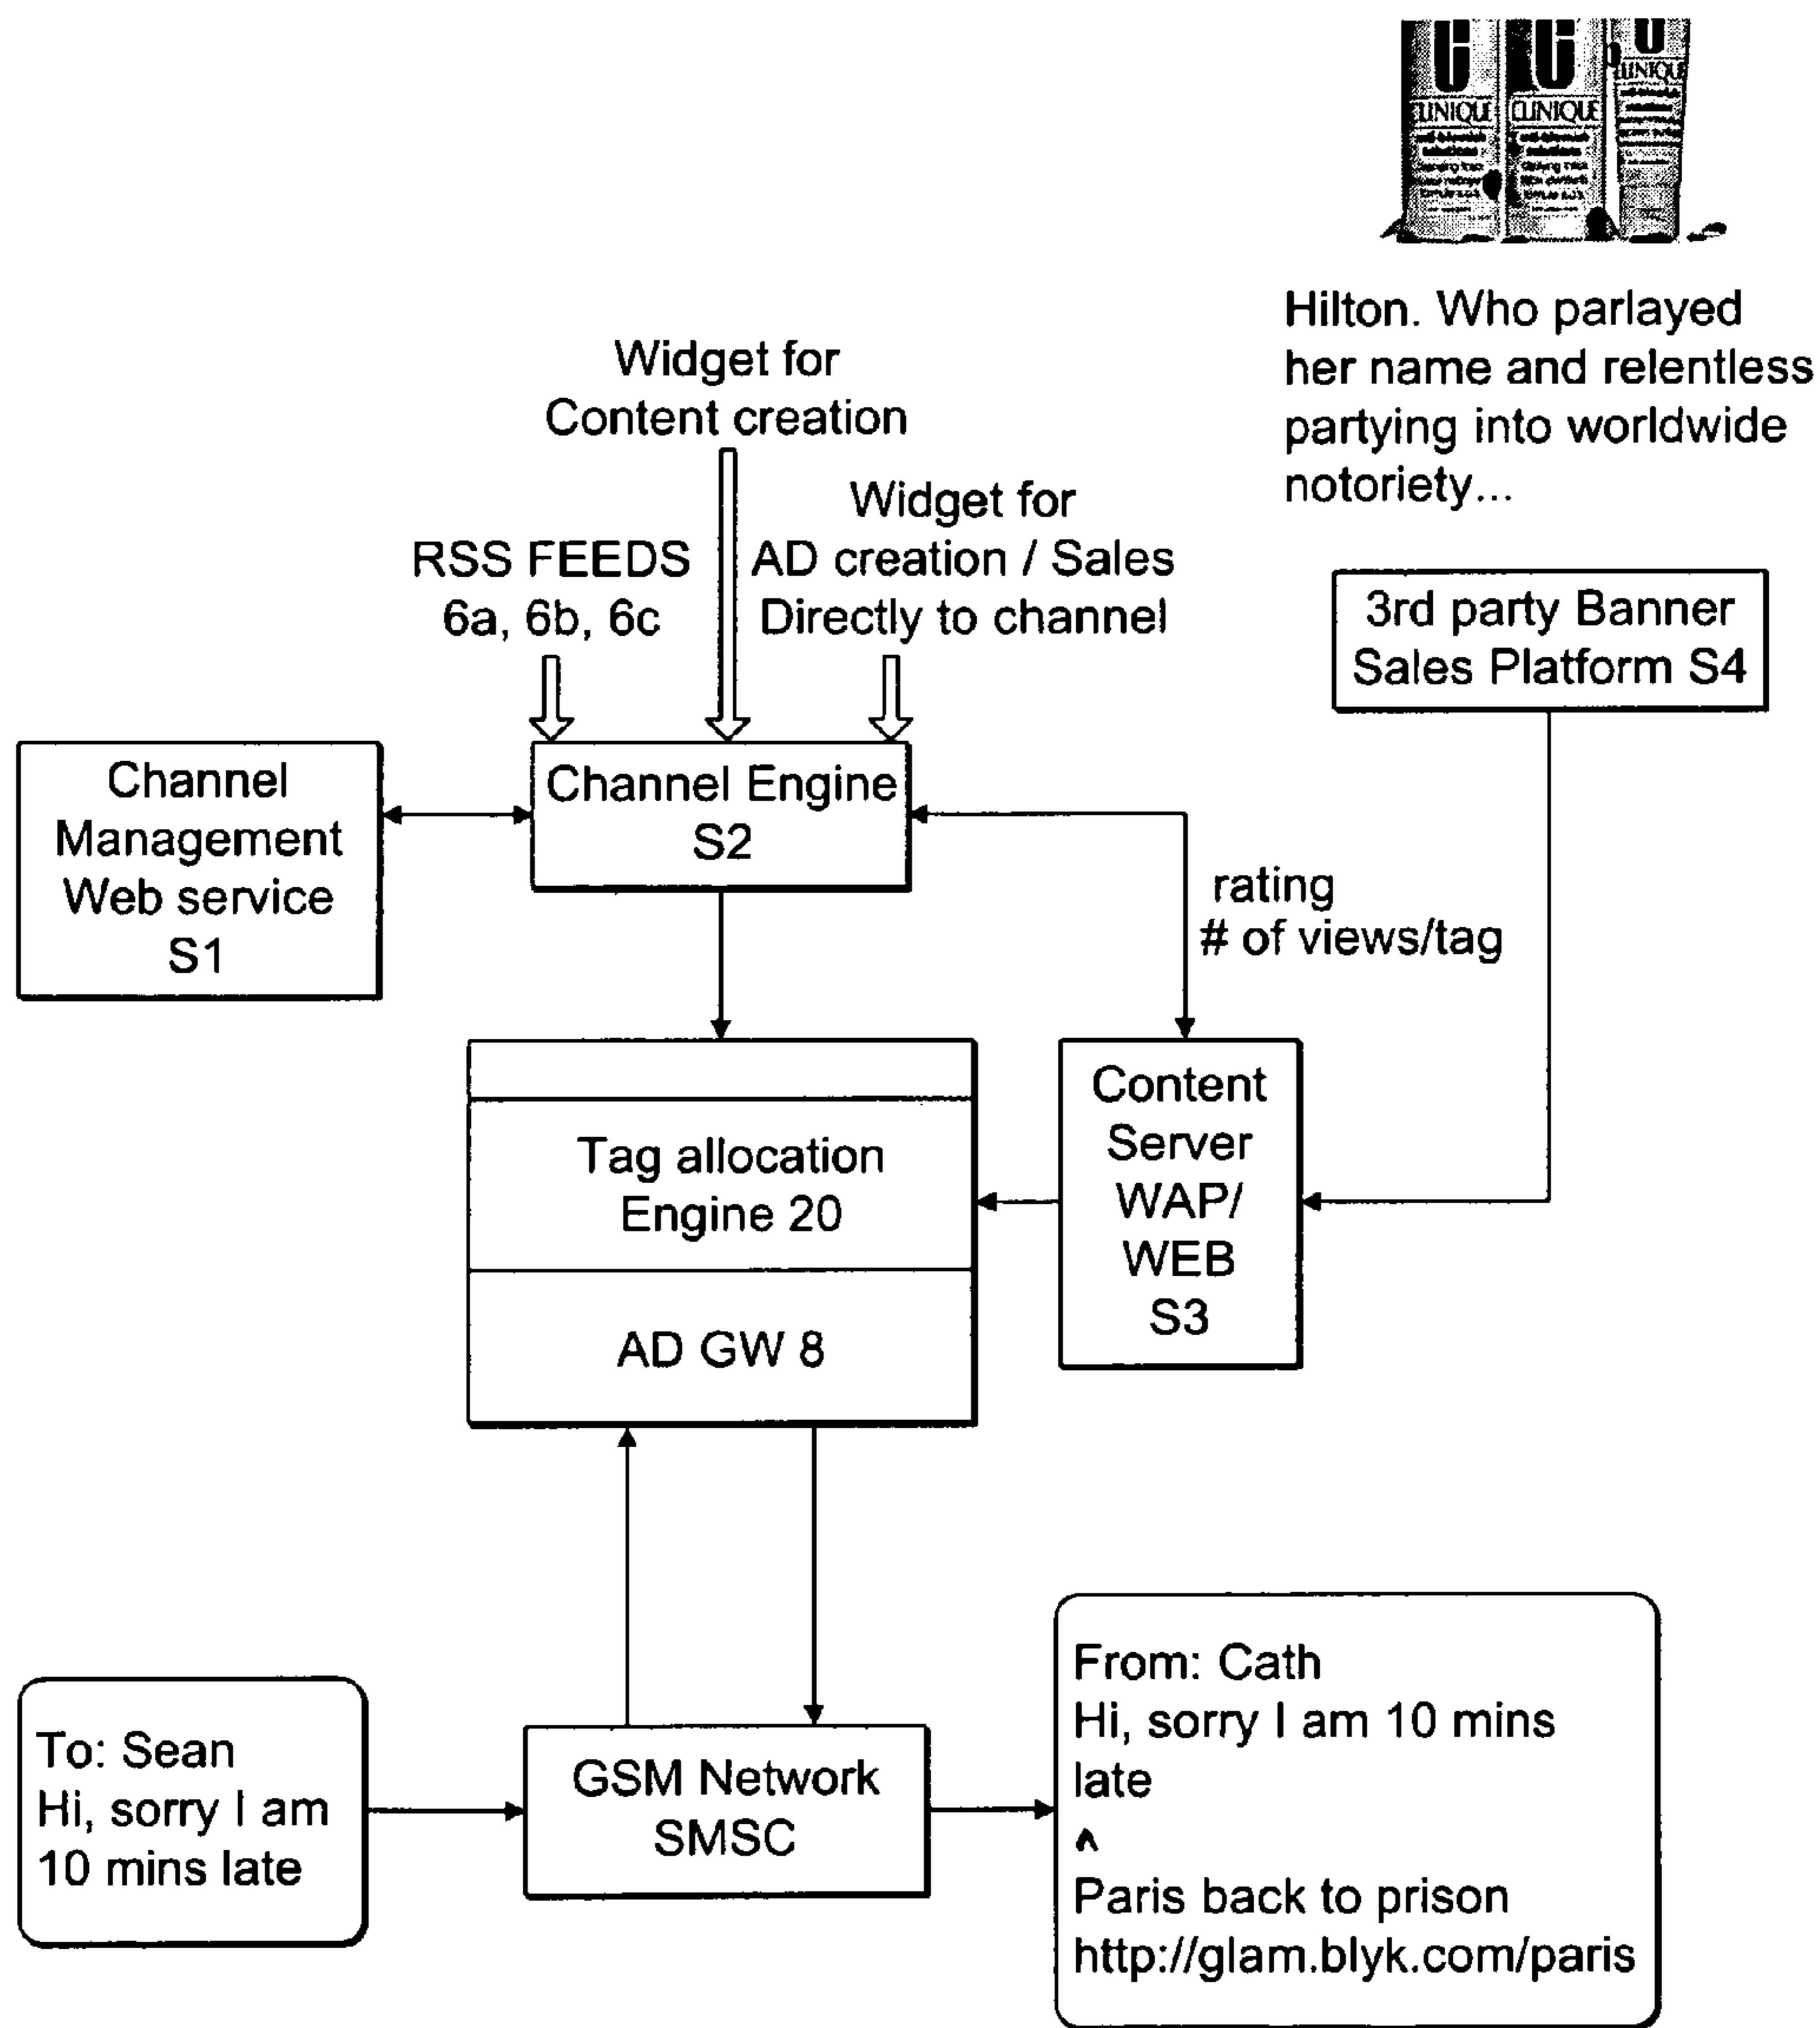 CLINIQUE
CLINIQUE
CLINIQUE
Hilton. Who parlayed
her name and relentless
partying into worldwide
notoriety...
Widget for
Content creation
RSS FEEDS
6a, 6b, 6c
Widget for
AD creation / Sales
Directly to channel
3rd party Banner
Sales Platform S4
Channel
Management
Web service
S1
Channel Engine
S2
rating
# of views/tag
Tag allocation
Engine 20
AD GW 8
Content
Server
WAP/
WEB
S3
To: Sean
Hi, sorry I am
10 mins late
GSM Network
SMSC
From: Cath
Hi, sorry I am 10 mins
late
^
Paris back to prison
http://glam.blyk.com/paris